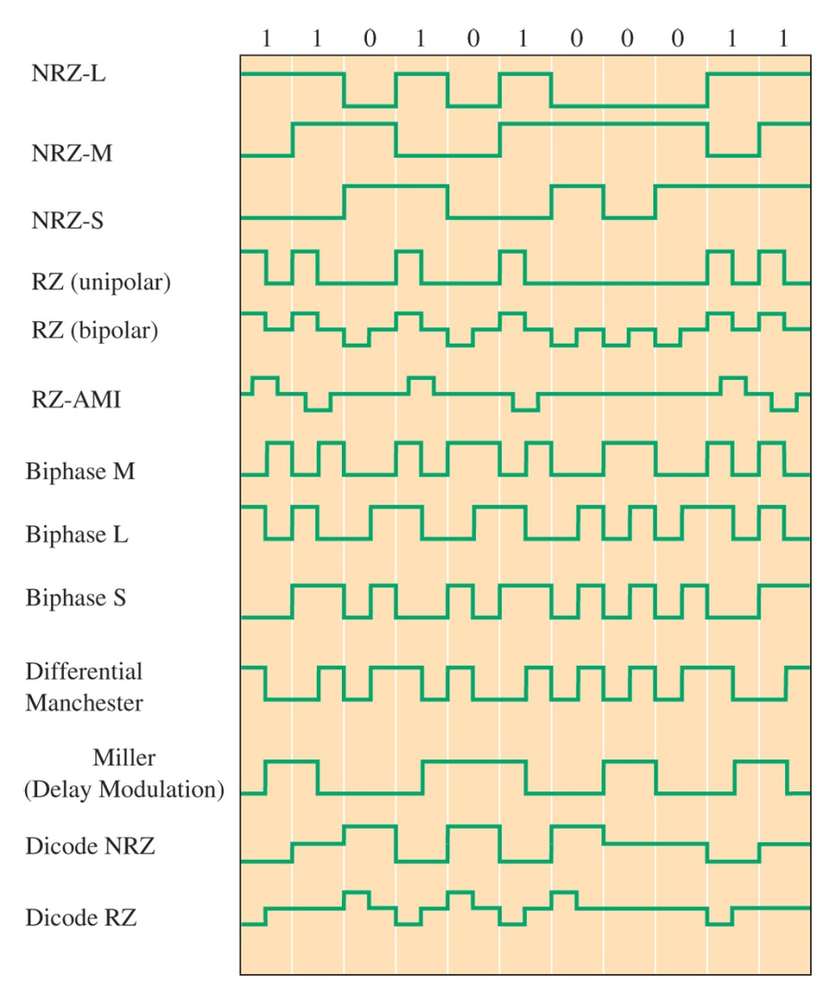 1 1 0 1 0 1 0 0 0 1 1
NRZ-L
NRZ-M
NRZ-S
RZ (unipolar)
RZ (bipolar)
RZ-AMI
Biphase M
Biphase L
Biphase S
Differential
Manchester
Miller
(Delay Modulation)
Dicode NRZ
Dicode RZ